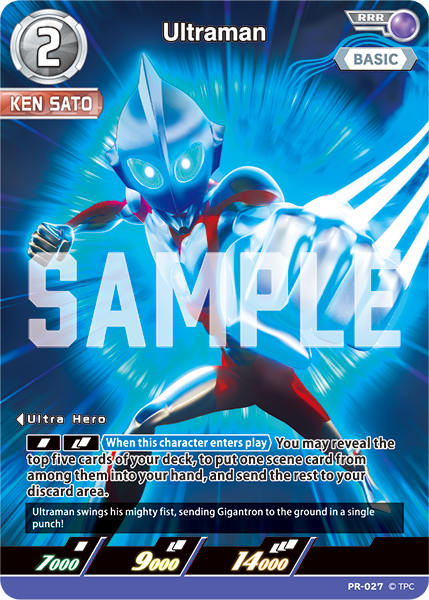 Ultraman
2
RRR
BASIC
KEN SATO
SAMPLE
Ultra Hero
When this character enters play You may reveal the
top five cards of your deck, to put one scene card from
among them into your hand, and send the rest to your
discard area.
Ultraman swings his mighty fist, sending Gigantron to the ground in a single
punch!
7000 9000 14000
PR-027 © TPC